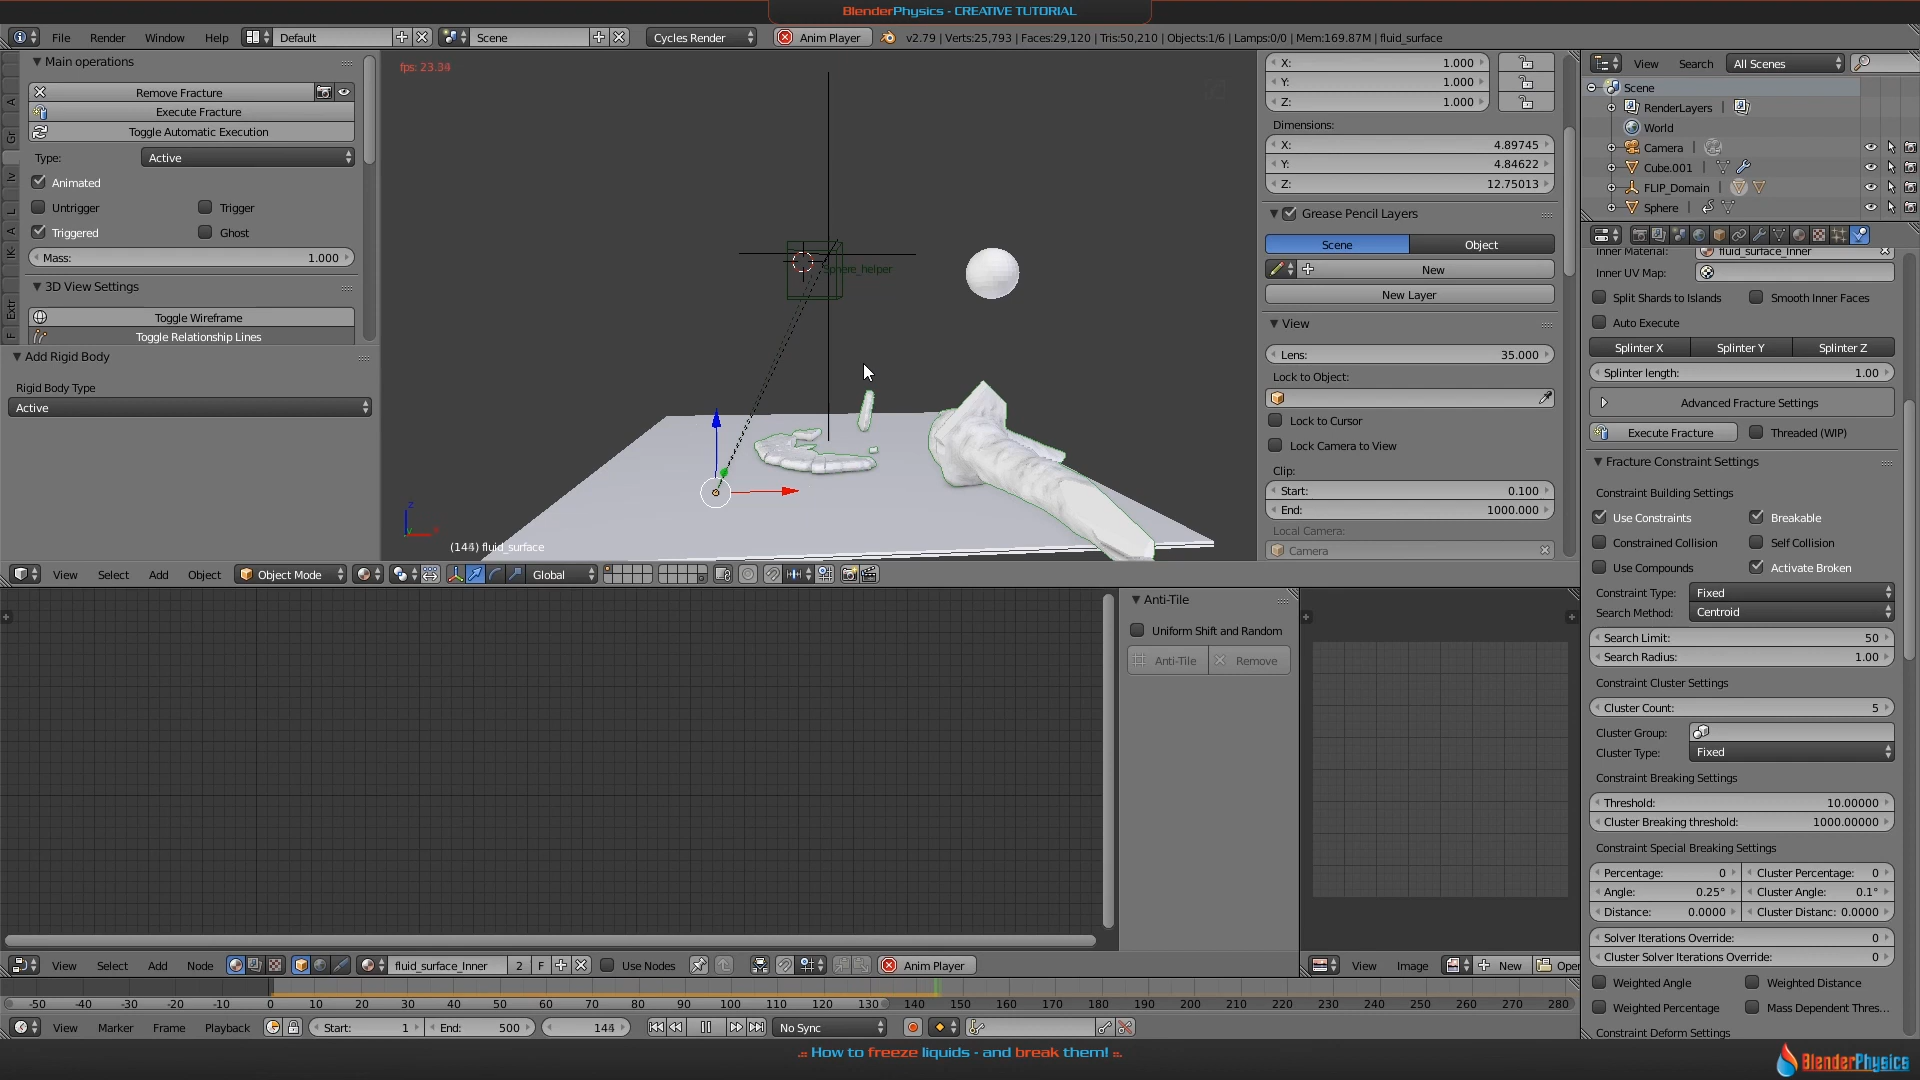 BlenderPhysics - CREATIVE TUTORIAL
File Render Window Help Default Scene Cycles Render Anim Player v2.79 | Verts:25,793 | Faces:29,120 | Tris:50,210 | Objects:1/6 | Lamps:0/0 | Mem:169.87M | fluid_surface
Main operations
Remove Fracture
Execute Fracture
Toggle Automatic Execution
Type: Active
Animated
Untrigger Trigger
Triggered Ghost
Mass: 1.000
3D View Settings
Toggle Wireframe
Toggle Relationship Lines
Add Rigid Body
Rigid Body Type
Active
A
Gr
Iv
L
A
IK
Extr
F
fps: 23.34
Sphere_helper
(144) fluid_surface
View Select Add Object Object Mode Global
X: 1.000
Y: 1.000
Z: 1.000
Dimensions:
X: 4.89745
Y: 4.84622
Z: 12.75013
Grease Pencil Layers
Scene Object
New
New Layer
View
Lens: 35.000
Lock to Object:
Lock to Cursor
Lock Camera to View
Clip:
Start: 0.100
End: 1000.000
Local Camera:
Camera
View Search All Scenes
Scene
RenderLayers
World
Camera
Cube.001
FLIP_Domain
Sphere
Inner Material: fluid_surface_Inner
Inner UV Map:
Split Shards to Islands Smooth Inner Faces
Auto Execute
Splinter X Splinter Y Splinter Z
Splinter length: 1.00
Advanced Fracture Settings
Execute Fracture Threaded (WIP)
Fracture Constraint Settings
Constraint Building Settings
Use Constraints Breakable
Constrained Collision Self Collision
Use Compounds Activate Broken
Constraint Type: Fixed
Search Method: Centroid
Search Limit: 50
Search Radius: 1.00
Constraint Cluster Settings
Cluster Count: 5
Cluster Group:
Cluster Type: Fixed
Constraint Breaking Settings
Threshold: 10.00000
Cluster Breaking threshold: 1000.00000
Constraint Special Breaking Settings
Percentage: 0 Cluster Percentage: 0
Angle: 0.25° Cluster Angle: 0.1°
Distance: 0.0000 Cluster Distanc: 0.0000
Solver Iterations Override: 0
Cluster Solver Iterations Override: 0
Weighted Angle Weighted Distance
Weighted Percentage Mass Dependent Thres...
Constraint Deform Settings
Anti-Tile
Uniform Shift and Random
Anti-Tile Remove
View Select Add Node fluid_surface_Inner 2 F Use Nodes Anim Player
View Image New Open
-50 -40 -30 -20 -10 0 10 20 30 40 50 60 70 80 90 100 110 120 130 140 150 160 170 180 190 200 210 220 230 240 250 260 270 280
View Marker Frame Playback Start: 1 End: 500 144 No Sync
.:: How to freeze liquids - and break them! ::.
BlenderPhysics